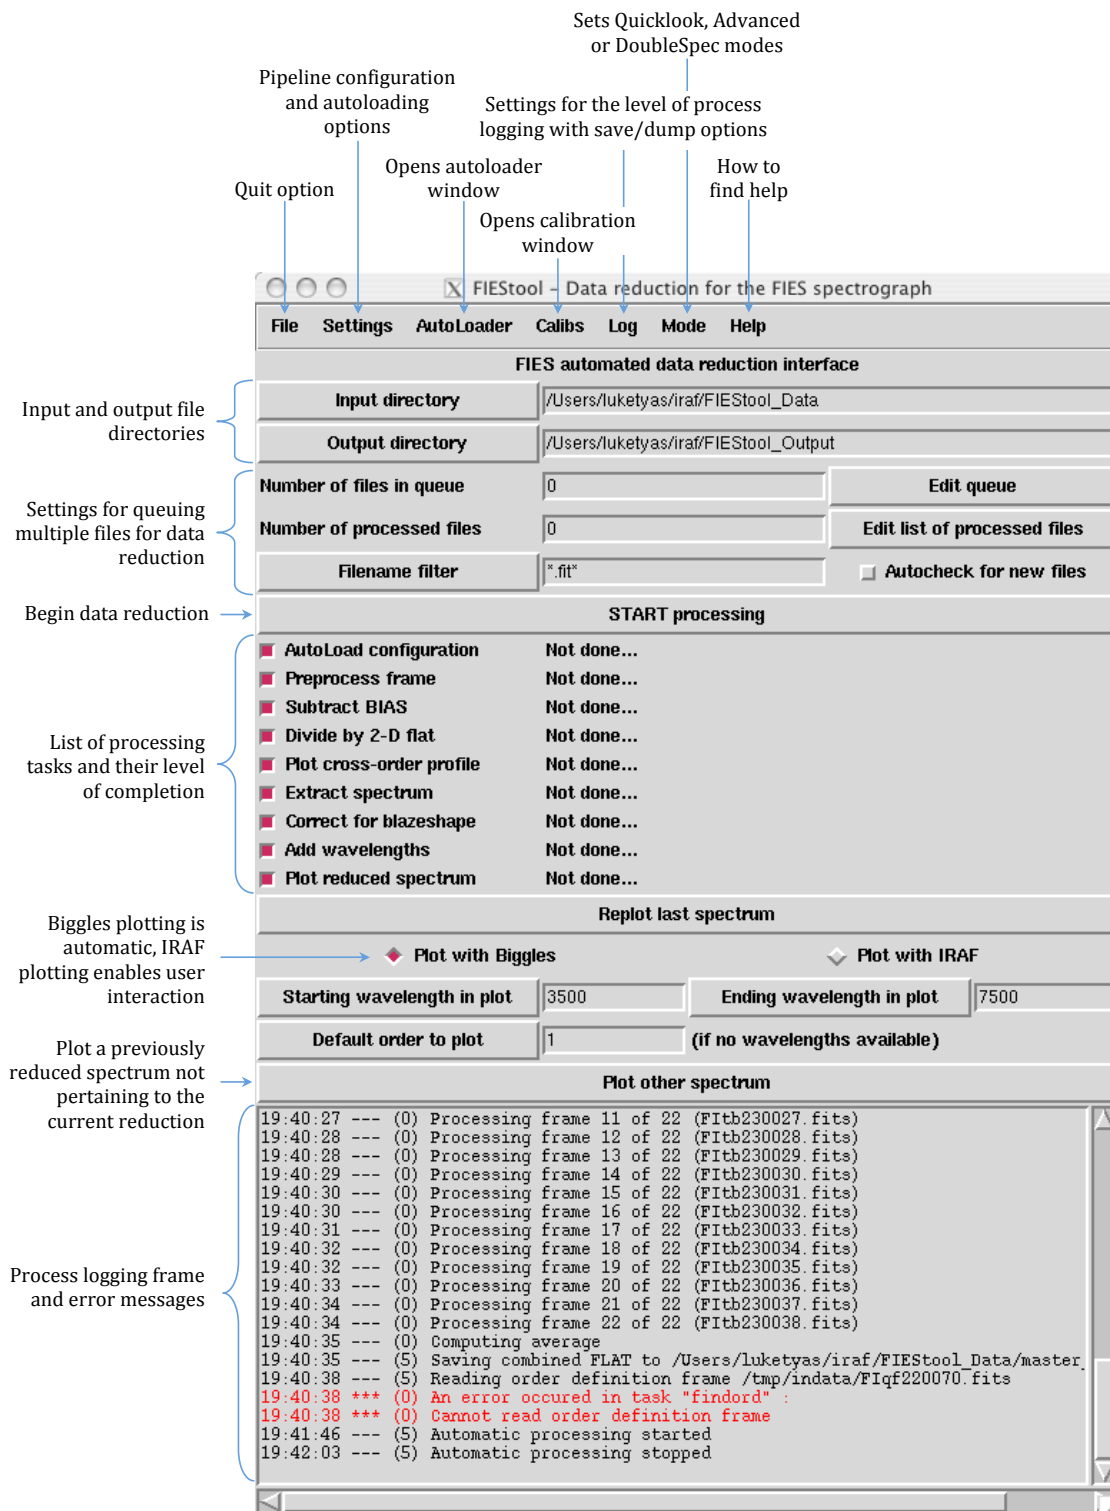 Sets Quicklook, Advanced
or DoubleSpec modes
Pipeline configuration
and autoloading
options
Settings for the level of process
logging with save/dump options
Opens autoloader
window
How to
find help
Quit option
Opens calibration
window
X FIEStool – Data reduction for the FIES spectrograph
File Settings AutoLoader Calibs Log Mode Help
FIES automated data reduction interface
Input and output file
directories
Input directory /Users/luketyas/iraf/FIEStool_Data
Output directory /Users/luketyas/iraf/FIEStool_Output
Settings for queuing
multiple files for data
reduction
Number of files in queue 0 Edit queue
Number of processed files 0 Edit list of processed files
Filename filter *.fit* Autocheck for new files
Begin data reduction
START processing
List of processing
tasks and their level
of completion
AutoLoad configuration Not done...
Preprocess frame Not done...
Subtract BIAS Not done...
Divide by 2-D flat Not done...
Plot cross-order profile Not done...
Extract spectrum Not done...
Correct for blazeshape Not done...
Add wavelengths Not done...
Plot reduced spectrum Not done...
Replot last spectrum
Biggles plotting is
automatic, IRAF
plotting enables user
interaction
Plot with Biggles Plot with IRAF
Starting wavelength in plot 3500 Ending wavelength in plot 7500
Default order to plot 1 (if no wavelengths available)
Plot a previously
reduced spectrum not
pertaining to the
current reduction
Plot other spectrum
Process logging frame
and error messages
19:40:27 --- (0) Processing frame 11 of 22 (FItb230027.fits)
19:40:28 --- (0) Processing frame 12 of 22 (FItb230028.fits)
19:40:28 --- (0) Processing frame 13 of 22 (FItb230029.fits)
19:40:29 --- (0) Processing frame 14 of 22 (FItb230030.fits)
19:40:30 --- (0) Processing frame 15 of 22 (FItb230031.fits)
19:40:30 --- (0) Processing frame 16 of 22 (FItb230032.fits)
19:40:31 --- (0) Processing frame 17 of 22 (FItb230033.fits)
19:40:32 --- (0) Processing frame 18 of 22 (FItb230034.fits)
19:40:32 --- (0) Processing frame 19 of 22 (FItb230035.fits)
19:40:33 --- (0) Processing frame 20 of 22 (FItb230036.fits)
19:40:34 --- (0) Processing frame 21 of 22 (FItb230037.fits)
19:40:34 --- (0) Processing frame 22 of 22 (FItb230038.fits)
19:40:35 --- (0) Computing average
19:40:35 --- (5) Saving combined FLAT to /Users/luketyas/iraf/FIEStool_Data/master_
19:40:38 --- (5) Reading order definition frame /tmp/indata/FIqf220070.fits
19:40:38 *** (0) An error occured in task "findord" :
19:40:38 *** (0) Cannot read order definition frame
19:41:46 --- (5) Automatic processing started
19:42:03 --- (5) Automatic processing stopped